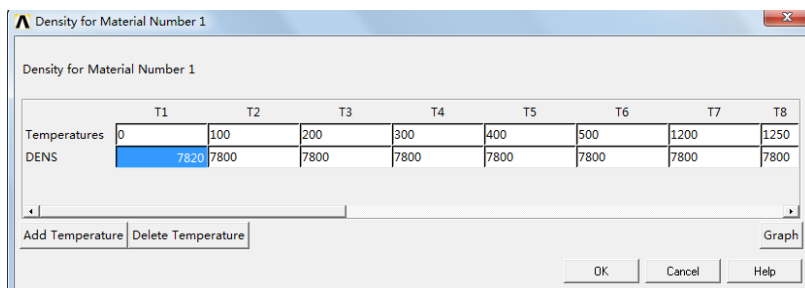 Density for Material Number 1
Density for Material Number 1
T1 T2 T3 T4 T5 T6 T7 T8
Temperatures 0 100 200 300 400 500 1200 1250
DENS 7820 7800 7800 7800 7800 7800 7800 7800
Add Temperature Delete Temperature Graph
OK Cancel Help